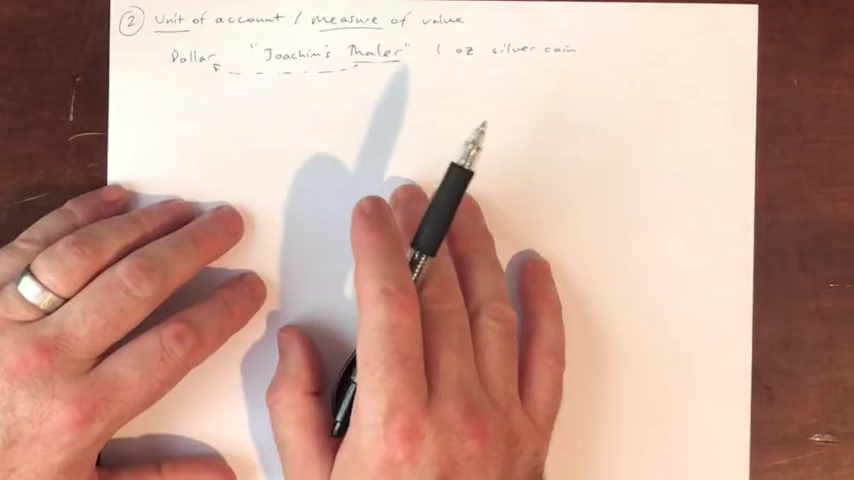 ② Unit of account / measure of value
Dollar "Joachim's Thaler" 1 oz silver coin